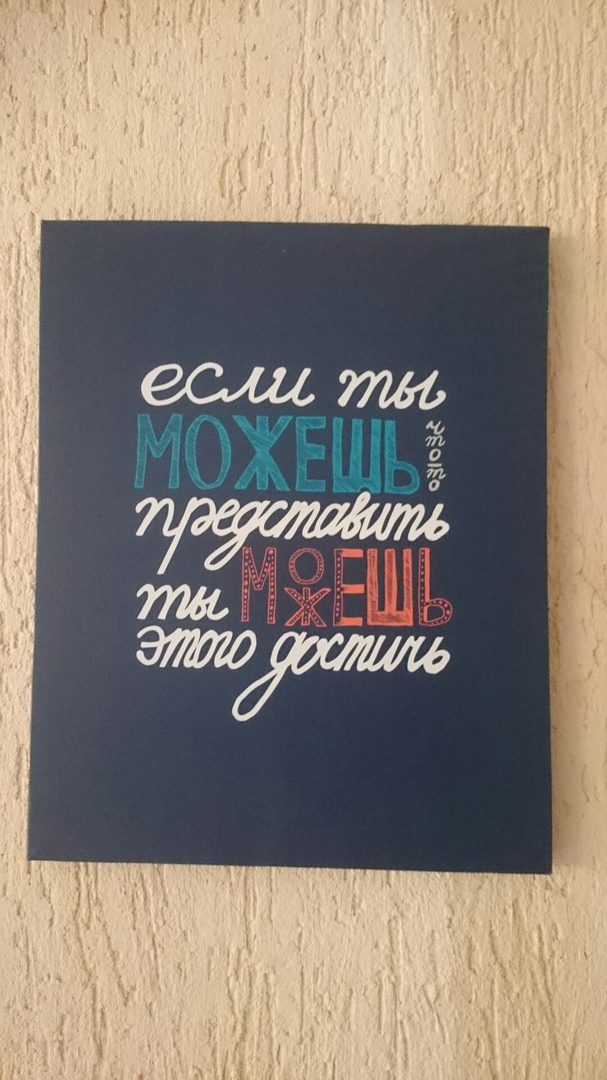 если ты
МОЖЕШЬ что-то
представить
ты МОЖЕШЬ
этого достичь